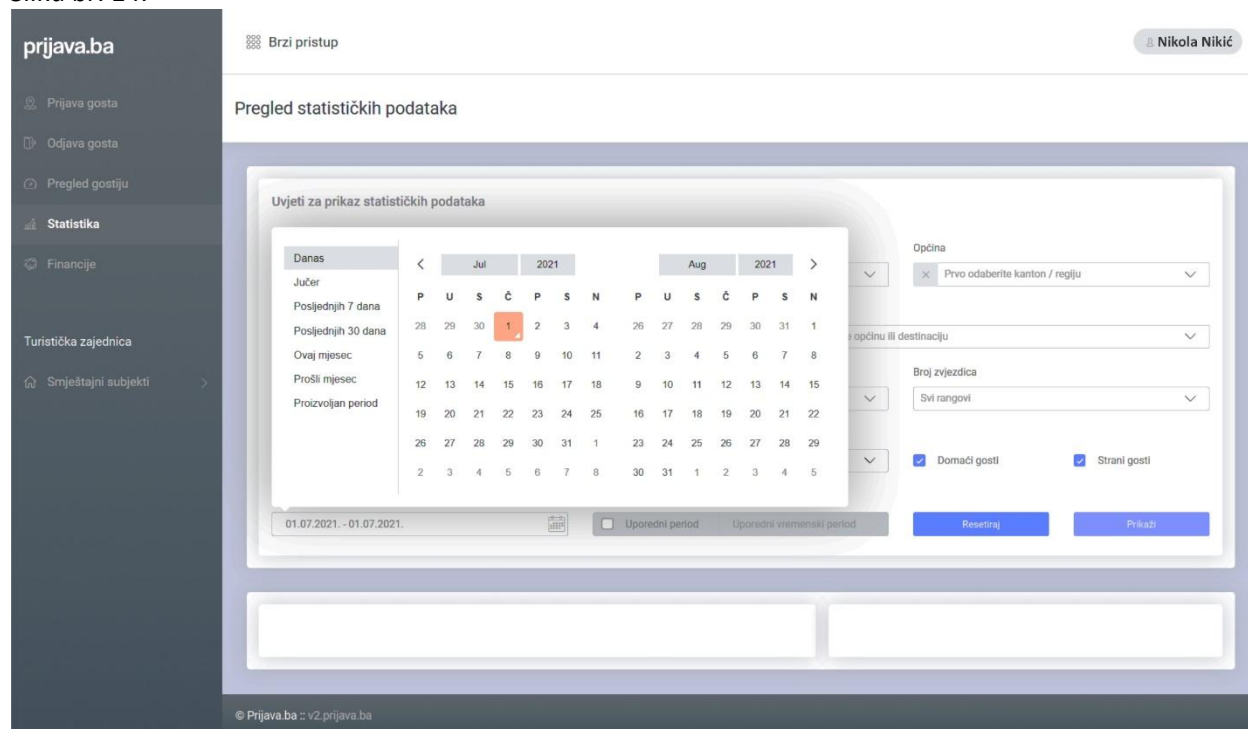 prijava.ba
Brzi pristup
Nikola Nikić
Prijava gosta
Odjava gosta
Pregled gostiju
Statistika
Financije
Turistička zajednica
Smještajni subjekti
Pregled statističkih podataka
Uvjeti za prikaz statističkih podataka
Danas
Jučer
Posljednjih 7 dana
Posljednjih 30 dana
Ovaj mjesec
Prošli mjesec
Proizvoljan period
Jul 2021
P U S Č P S N
28 29 30 1 2 3 4
5 6 7 8 9 10 11
12 13 14 15 16 17 18
19 20 21 22 23 24 25
26 27 28 29 30 31 1
2 3 4 5 6 7 8
Aug 2021
P U S Č P S N
26 27 28 29 30 31 1
2 3 4 5 6 7 8
9 10 11 12 13 14 15
16 17 18 19 20 21 22
23 24 25 26 27 28 29
30 31 1 2 3 4 5
Općina
Prvo odaberite kanton / regiju
općinu ili destinaciju
Broj zvjezdica
Svi rangovi
Domaći gosti
Strani gosti
01.07.2021. - 01.07.2021.
Uporedni period
Uporedni vremenski period
Resetiraj
Prikaži
© Prijava.ba :: v2.prijava.ba